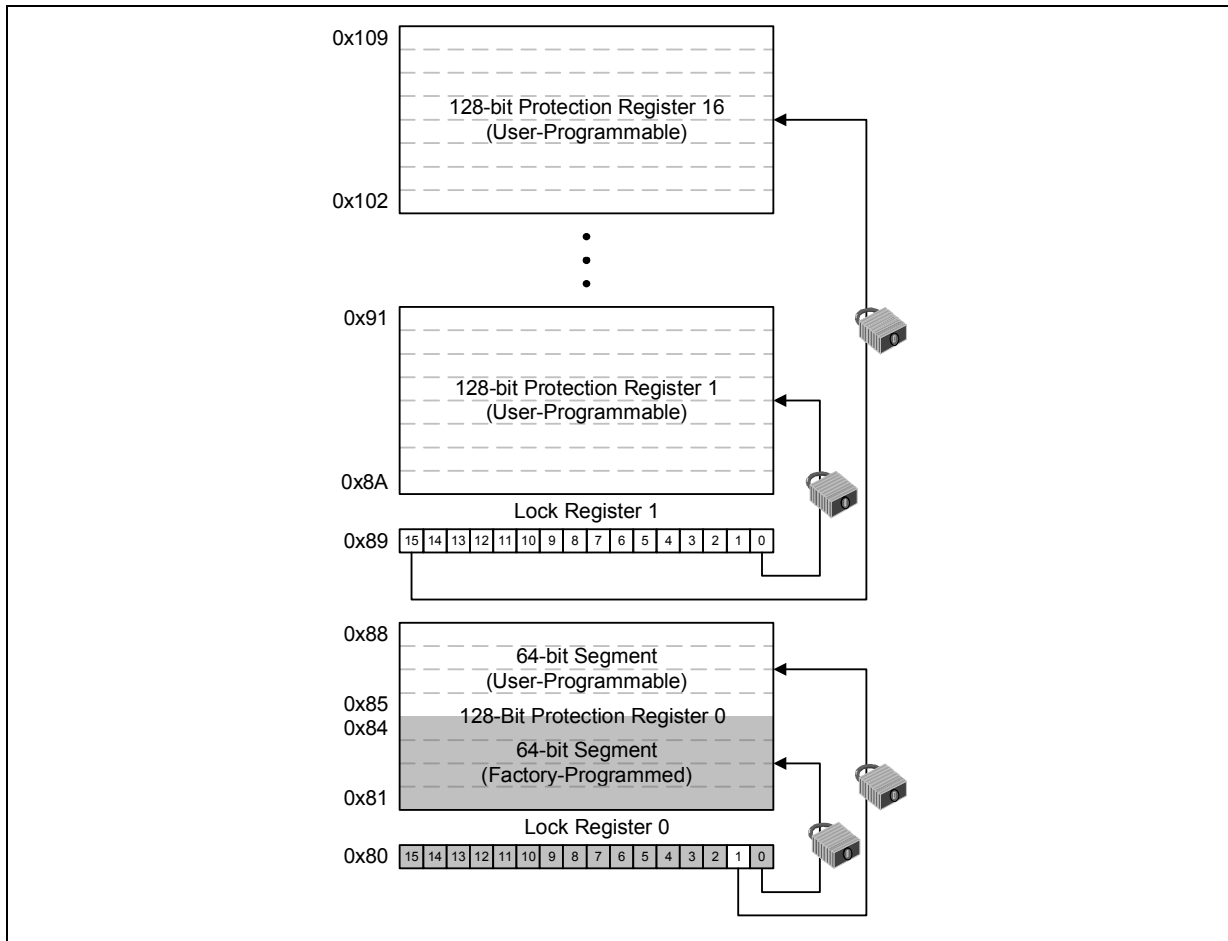 0x109
128-bit Protection Register 16
(User-Programmable)
0x102
0x91
128-bit Protection Register 1
(User-Programmable)
0x8A
Lock Register 1
0x89 15 14 13 12 11 10 9 8 7 6 5 4 3 2 1 0
0x88
64-bit Segment
(User-Programmable)
0x85
128-Bit Protection Register 0
0x84
64-bit Segment
(Factory-Programmed)
0x81
Lock Register 0
0x80 15 14 13 12 11 10 9 8 7 6 5 4 3 2 1 0